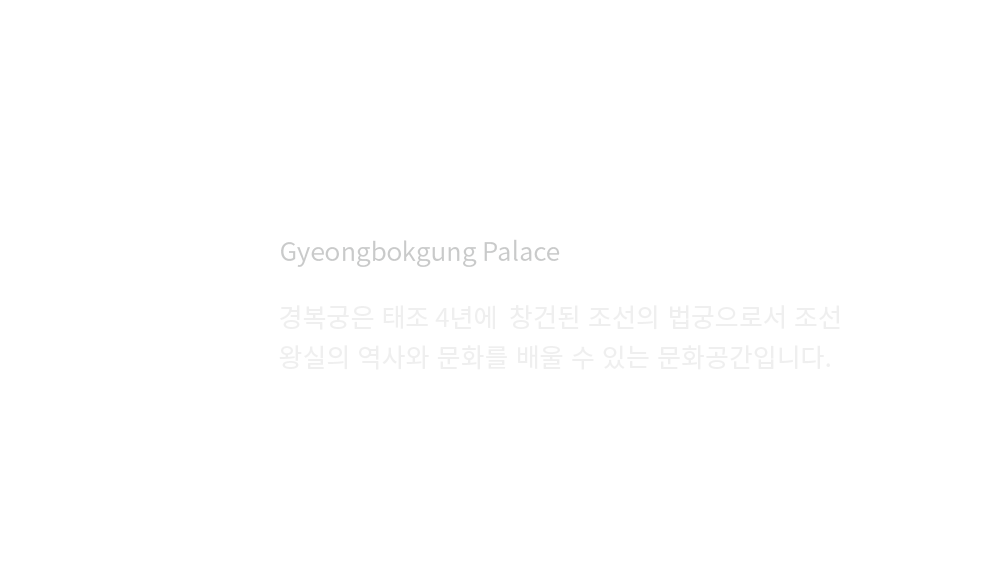 Gyeongbokgung Palace
경복궁은 태조 4년에  창건된 조선의 법궁으로서 조선
왕실의 역사와 문화를 배울 수 있는 문화공간입니다.